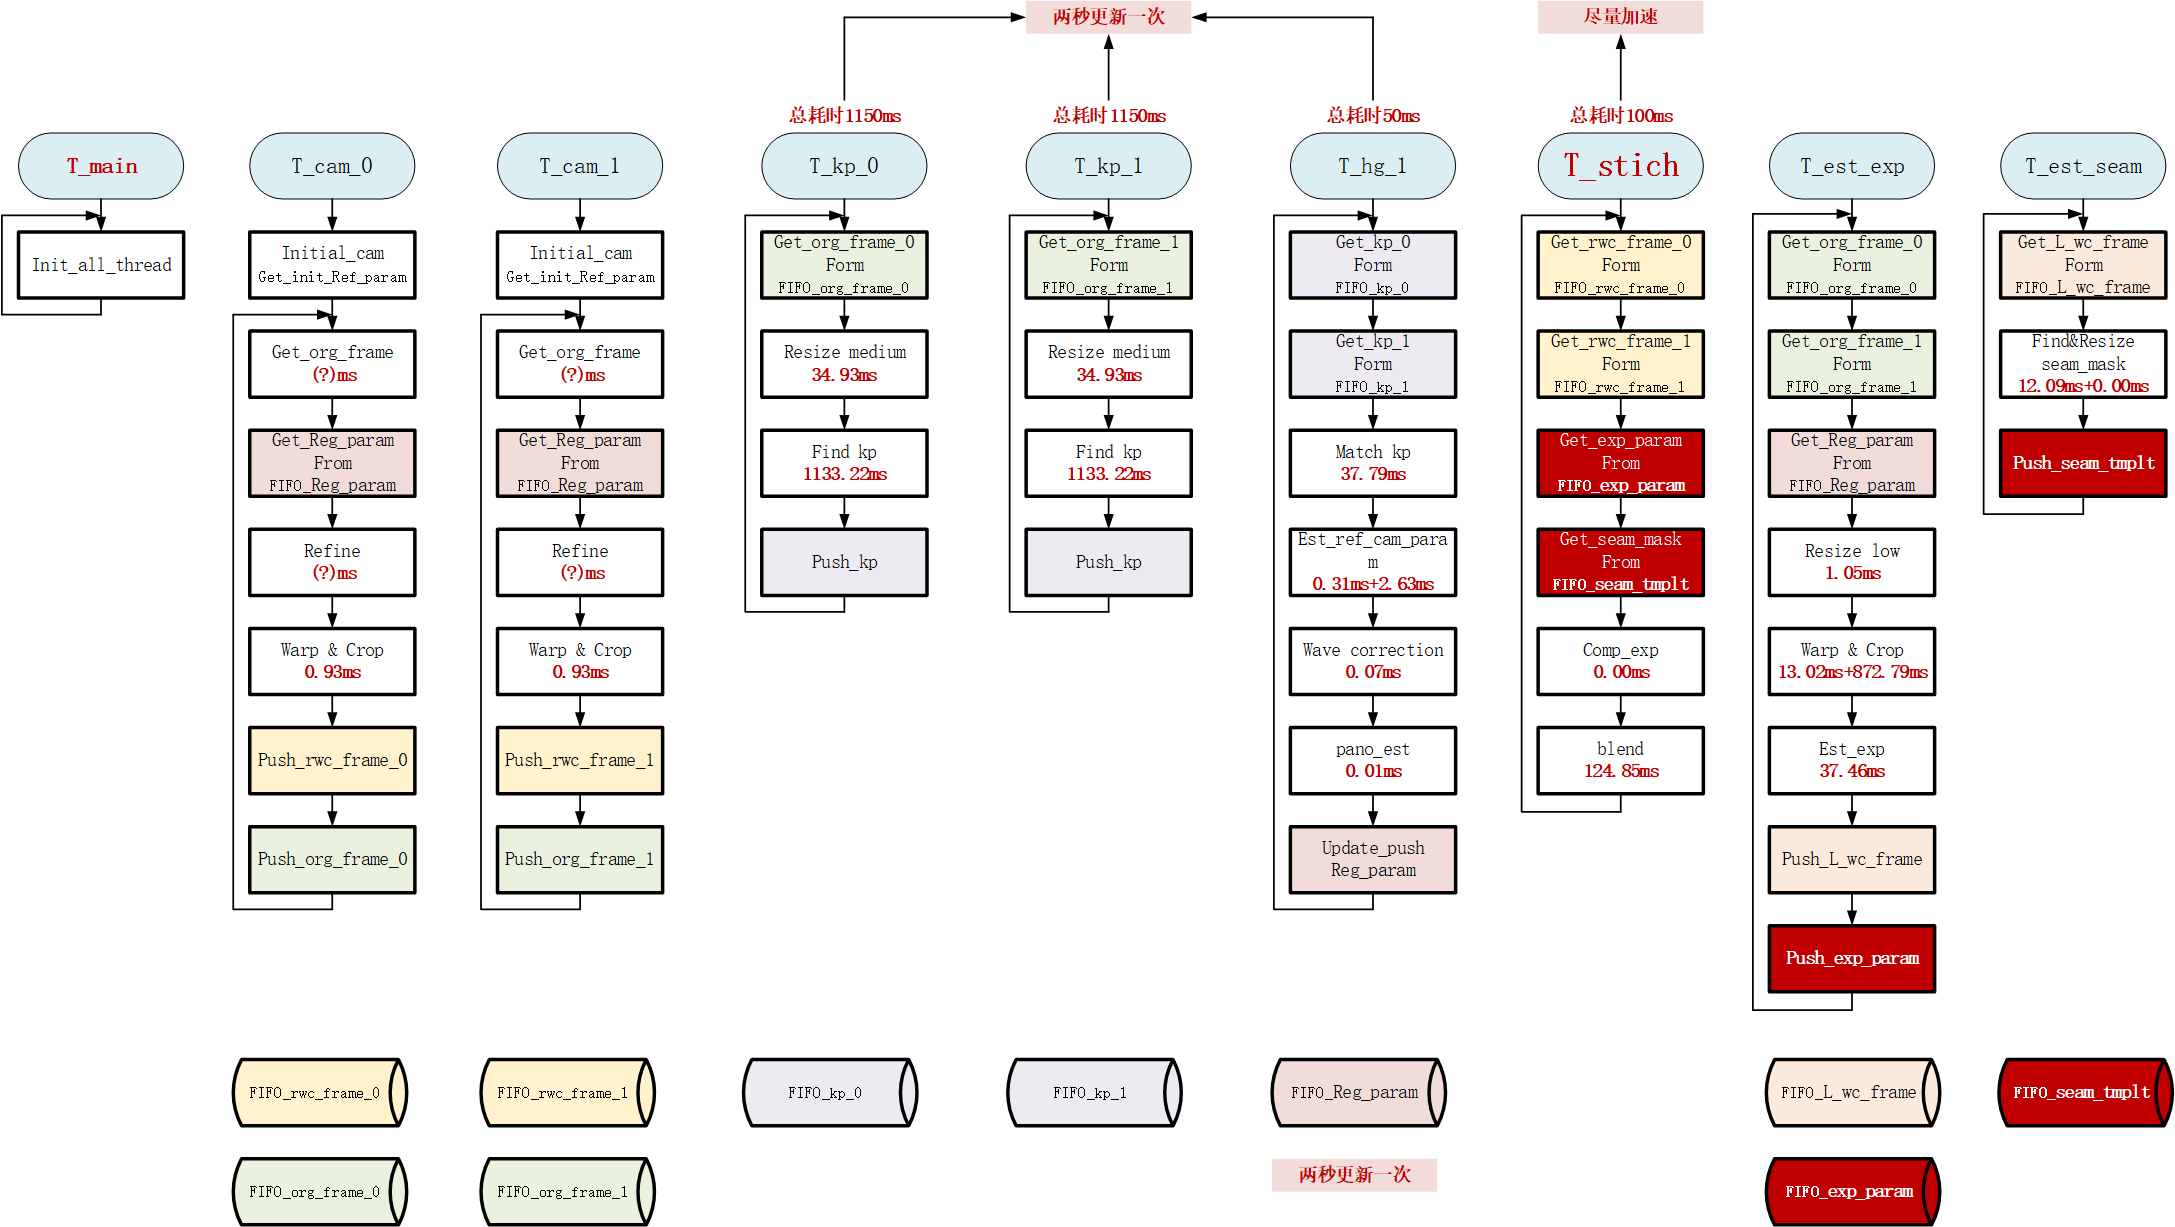 两秒更新一次
尽量加速
总耗时1150ms
总耗时1150ms
总耗时50ms
总耗时100ms
T_main
Init_all_thread
T_cam_0
Initial_cam
Get_init_Ref_param
Get_org_frame
(?)ms
Get_Reg_param
From
FIFO_Reg_param
Refine
(?)ms
Warp & Crop
0.93ms
Push_rwc_frame_0
Push_org_frame_0
T_cam_1
Initial_cam
Get_init_Ref_param
Get_org_frame
(?)ms
Get_Reg_param
From
FIFO_Reg_param
Refine
(?)ms
Warp & Crop
0.93ms
Push_rwc_frame_1
Push_org_frame_1
T_kp_0
Get_org_frame_0
Form
FIFO_org_frame_0
Resize medium
34.93ms
Find kp
1133.22ms
Push_kp
T_kp_1
Get_org_frame_1
Form
FIFO_org_frame_1
Resize medium
34.93ms
Find kp
1133.22ms
Push_kp
T_hg_1
Get_kp_0
Form
FIFO_kp_0
Get_kp_1
Form
FIFO_kp_1
Match kp
37.79ms
Est_ref_cam_para
m
0.31ms+2.63ms
Wave correction
0.07ms
pano_est
0.01ms
Update_push
Reg_param
T_stich
Get_rwc_frame_0
Form
FIFO_rwc_frame_0
Get_rwc_frame_1
Form
FIFO_rwc_frame_1
Get_exp_param
From
FIFO_exp_param
Get_seam_mask
From
FIFO_seam_tmplt
Comp_exp
0.00ms
blend
124.85ms
T_est_exp
Get_org_frame_0
Form
FIFO_org_frame_0
Get_org_frame_1
Form
FIFO_org_frame_1
Get_Reg_param
From
FIFO_Reg_param
Resize low
1.05ms
Warp & Crop
13.02ms+872.79ms
Est_exp
37.46ms
Push_L_wc_frame
Push_exp_param
T_est_seam
Get_L_wc_frame
Form
FIFO_L_wc_frame
Find&Resize
seam_mask
12.09ms+0.00ms
Push_seam_tmplt
FIFO_rwc_frame_0
FIFO_rwc_frame_1
FIFO_kp_0
FIFO_kp_1
FIFO_Reg_param
FIFO_L_wc_frame
FIFO_seam_tmplt
FIFO_org_frame_0
FIFO_org_frame_1
两秒更新一次
FIFO_exp_param